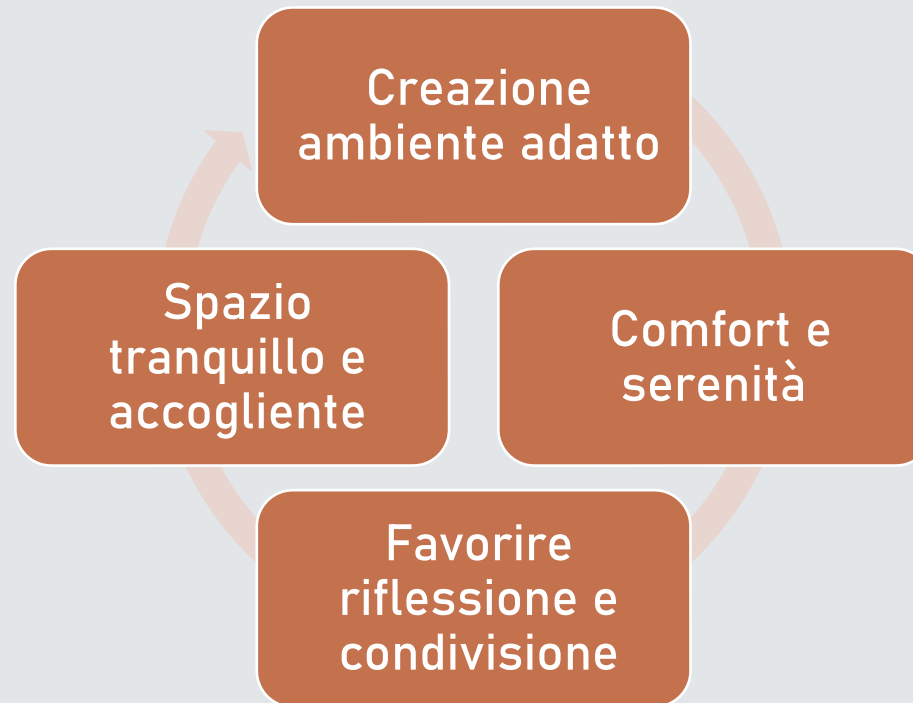 Creazione
ambiente adatto
Spazio
tranquillo e
accogliente
Comfort e
serenità
Favorire
riflessione e
condivisione